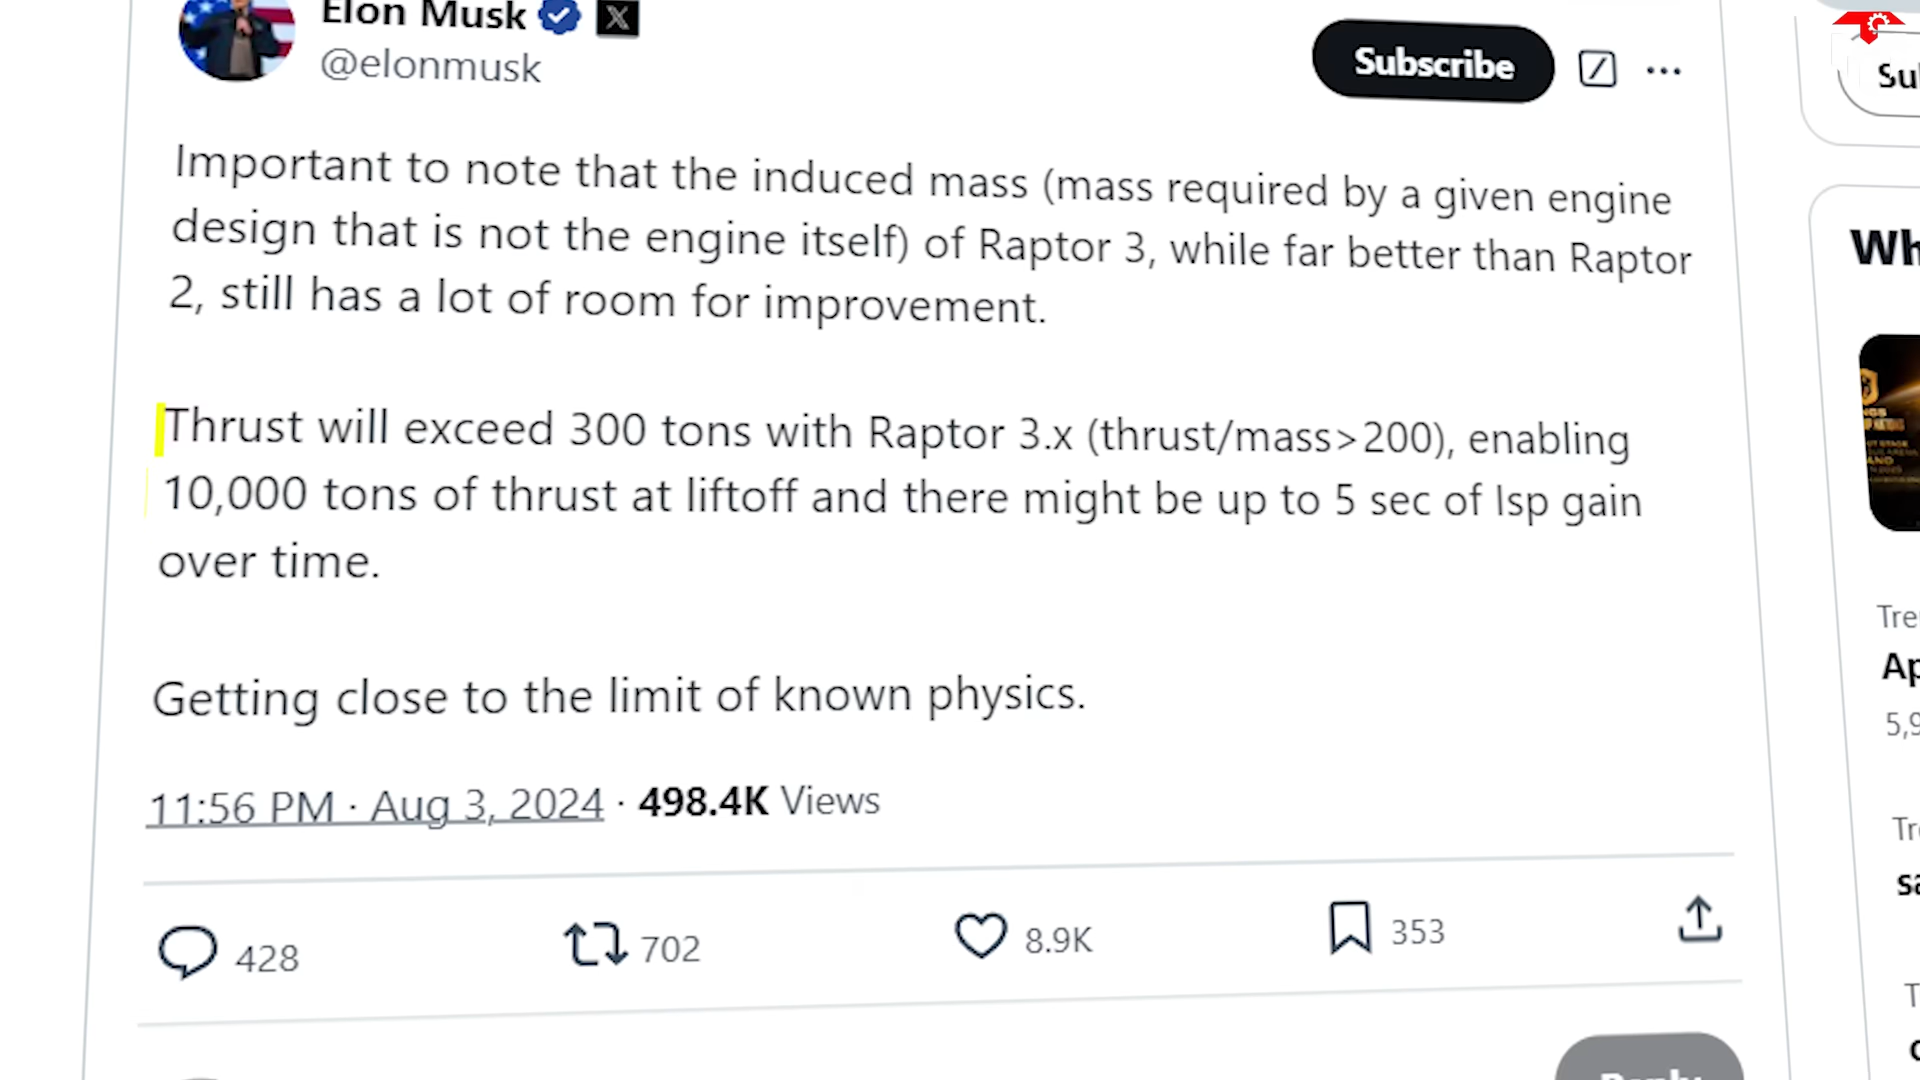 Elon Musk
@elonmusk
Subscribe
Important to note that the induced mass (mass required by a given engine
design that is not the engine itself) of Raptor 3, while far better than Raptor
2, still has a lot of room for improvement.
Thrust will exceed 300 tons with Raptor 3.x (thrust/mass>200), enabling
10,000 tons of thrust at liftoff and there might be up to 5 sec of Isp gain
over time.
Getting close to the limit of known physics.
11:56 PM · Aug 3, 2024 · 498.4K Views
428 702 8.9K 353
Reply